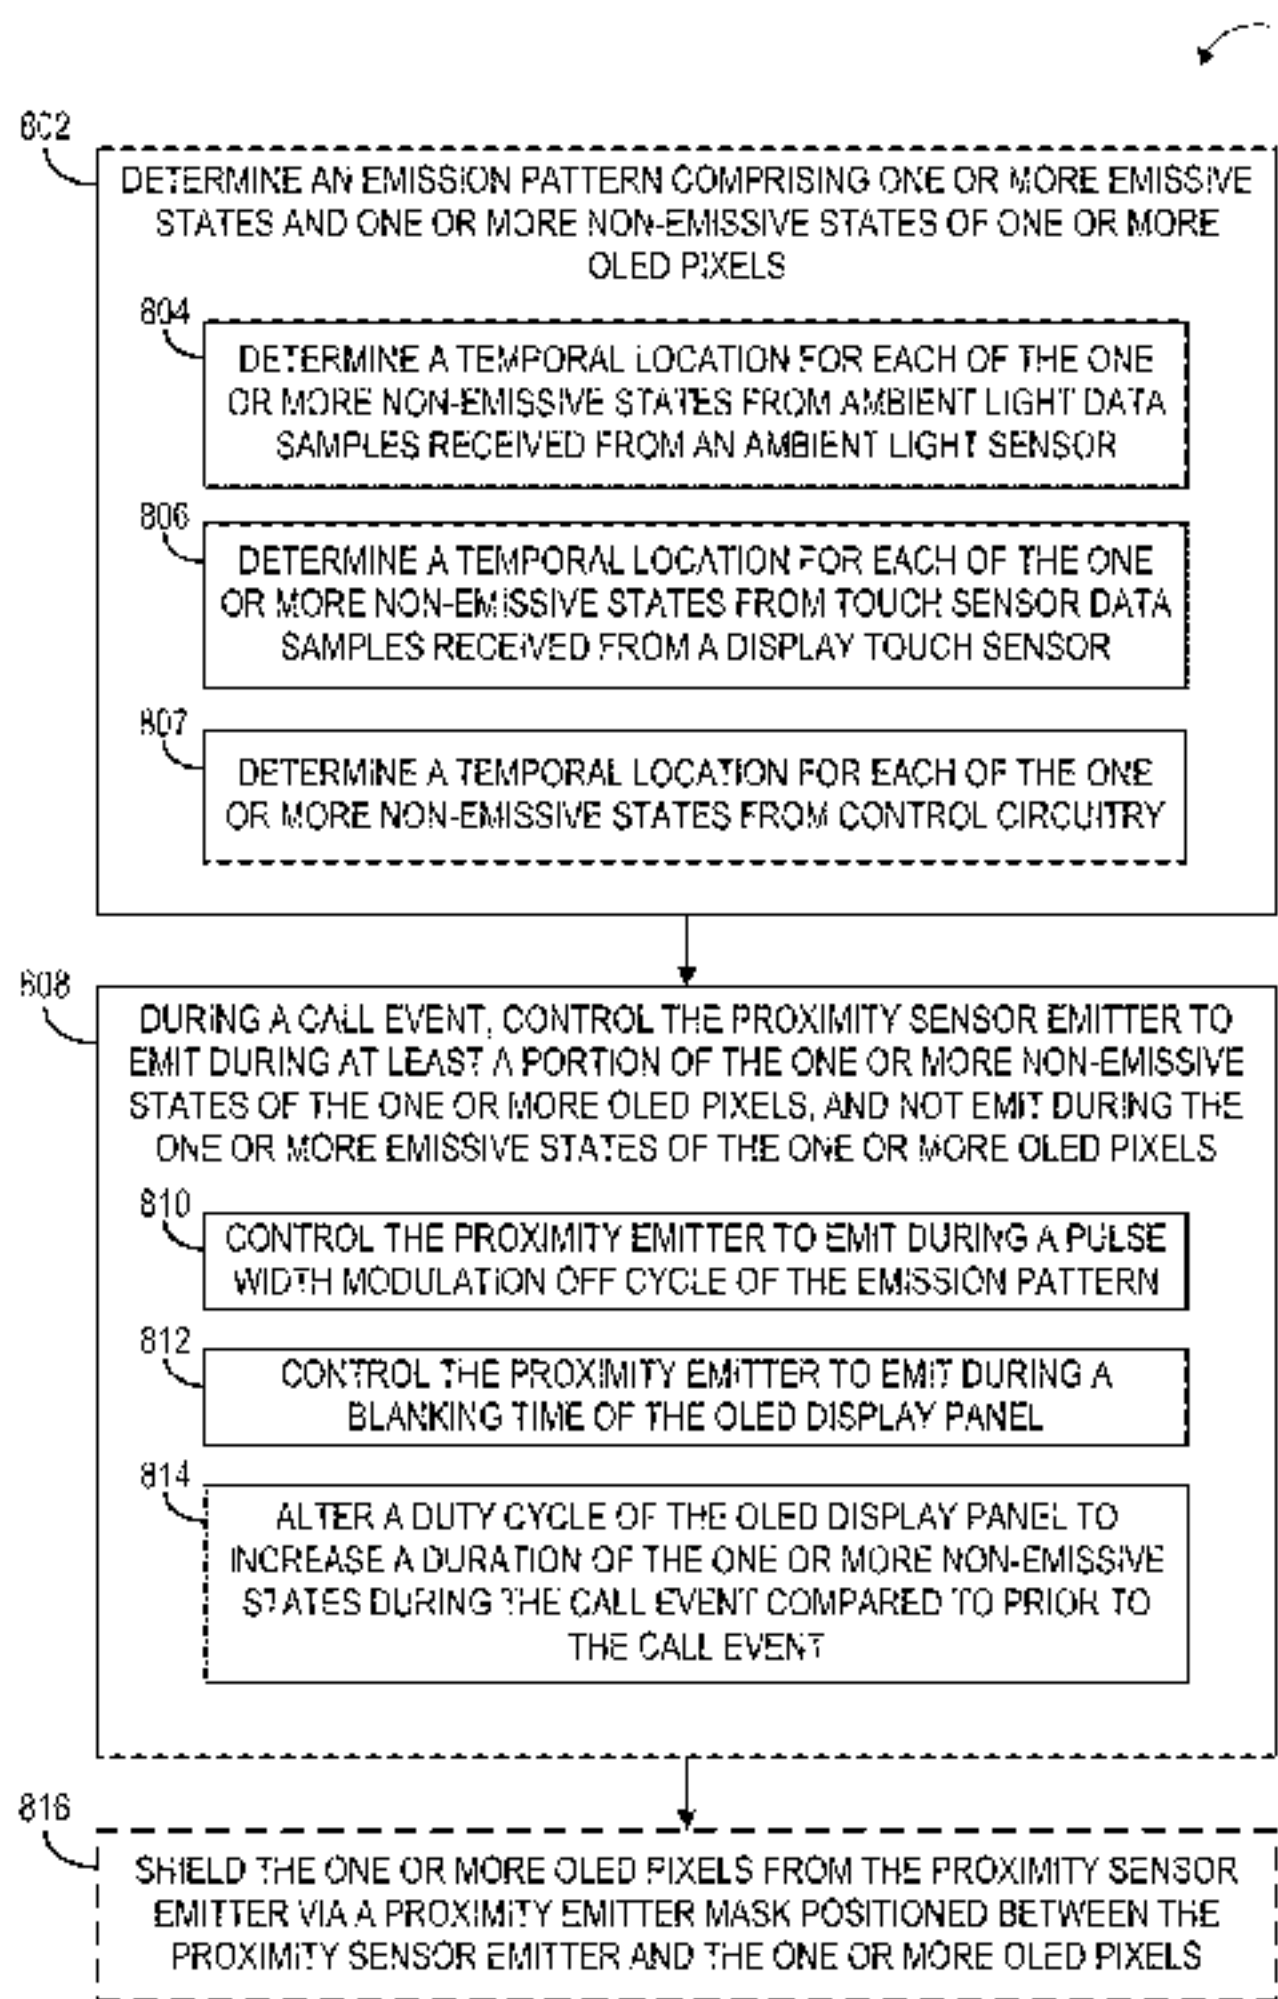 802
DETERMINE AN EMISSION PATTERN COMPRISING ONE OR MORE EMISSIVE
STATES AND ONE OR MORE NON-EMISSIVE STATES OF ONE OR MORE
OLED PIXELS
804
DETERMINE A TEMPORAL LOCATION FOR EACH OF THE ONE
OR MORE NON-EMISSIVE STATES FROM AMBIENT LIGHT DATA
SAMPLES RECEIVED FROM AN AMBIENT LIGHT SENSOR
806
DETERMINE A TEMPORAL LOCATION FOR EACH OF THE ONE
OR MORE NON-EMISSIVE STATES FROM TOUCH SENSOR DATA
SAMPLES RECEIVED FROM A DISPLAY TOUCH SENSOR
807
DETERMINE A TEMPORAL LOCATION FOR EACH OF THE ONE
OR MORE NON-EMISSIVE STATES FROM CONTROL CIRCUITRY
808
DURING A CALL EVENT, CONTROL THE PROXIMITY SENSOR EMITTER TO
EMIT DURING AT LEAST A PORTION OF THE ONE OR MORE NON-EMISSIVE
STATES OF THE ONE OR MORE OLED PIXELS, AND NOT EMIT DURING THE
ONE OR MORE EMISSIVE STATES OF THE ONE OR MORE OLED PIXELS
810
CONTROL THE PROXIMITY EMITTER TO EMIT DURING A PULSE
WIDTH MODULATION OFF CYCLE OF THE EMISSION PATTERN
812
CONTROL THE PROXIMITY EMITTER TO EMIT DURING A
BLANKING TIME OF THE OLED DISPLAY PANEL
814
ALTER A DUTY CYCLE OF THE OLED DISPLAY PANEL TO
INCREASE A DURATION OF THE ONE OR MORE NON-EMISSIVE
STATES DURING THE CALL EVENT COMPARED TO PRIOR TO
THE CALL EVENT
816
SHIELD THE ONE OR MORE OLED PIXELS FROM THE PROXIMITY SENSOR
EMITTER VIA A PROXIMITY EMITTER MASK POSITIONED BETWEEN THE
PROXIMITY SENSOR EMITTER AND THE ONE OR MORE OLED PIXELS